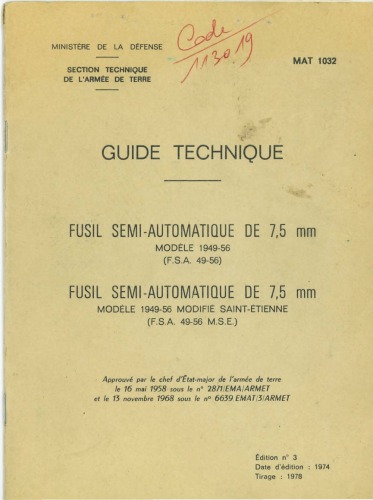 MINISTÈRE DE LA DÉFENSE
SECTION TECHNIQUE
DE L'ARMÉE DE TERRE
Code
113019
MAT 1032
GUIDE TECHNIQUE
FUSIL SEMI-AUTOMATIQUE DE 7,5 mm
MODÈLE 1949-56
(F.S.A. 49-56)
FUSIL SEMI-AUTOMATIQUE DE 7,5 mm
MODÈLE 1949-56 MODIFIÉ SAINT-ÉTIENNE
(F.S.A. 49-56 M.S.E.)
Approuvé par le chef d'État-major de l'armée de terre
le 16 mai 1958 sous le n° 2871/EMA/ARMET
et le 13 novembre 1968 sous le n° 6639 EMAT/3/ARMET
Édition n° 3
Date d'édition : 1974
Tirage : 1978